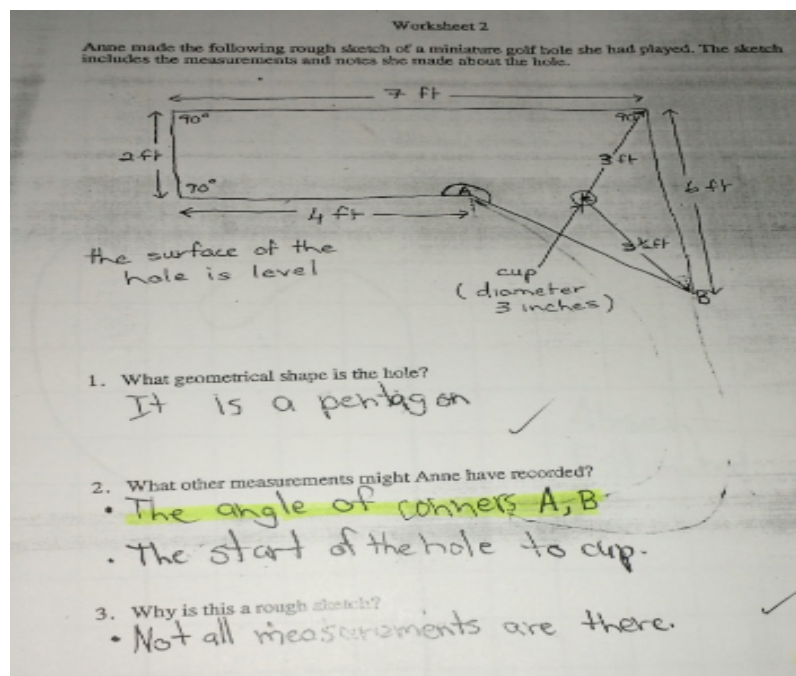 Worksheet 2
Anne made the following rough sketch of a miniature golf hole she had played. The sketch
includes the measurements and notes she made about the hole.
7 ft
90°
90°
2 ft
3 ft
6 ft
90°
A
4 ft
3½ft
the surface of the
hole is level
cup
(diameter
3 inches)
B
1. What geometrical shape is the hole?
It is a pentagon
2. What other measurements might Anne have recorded?
• The angle of conners A, B
• The start of the hole to cup.
3. Why is this a rough sketch?
• Not all measurements are there.